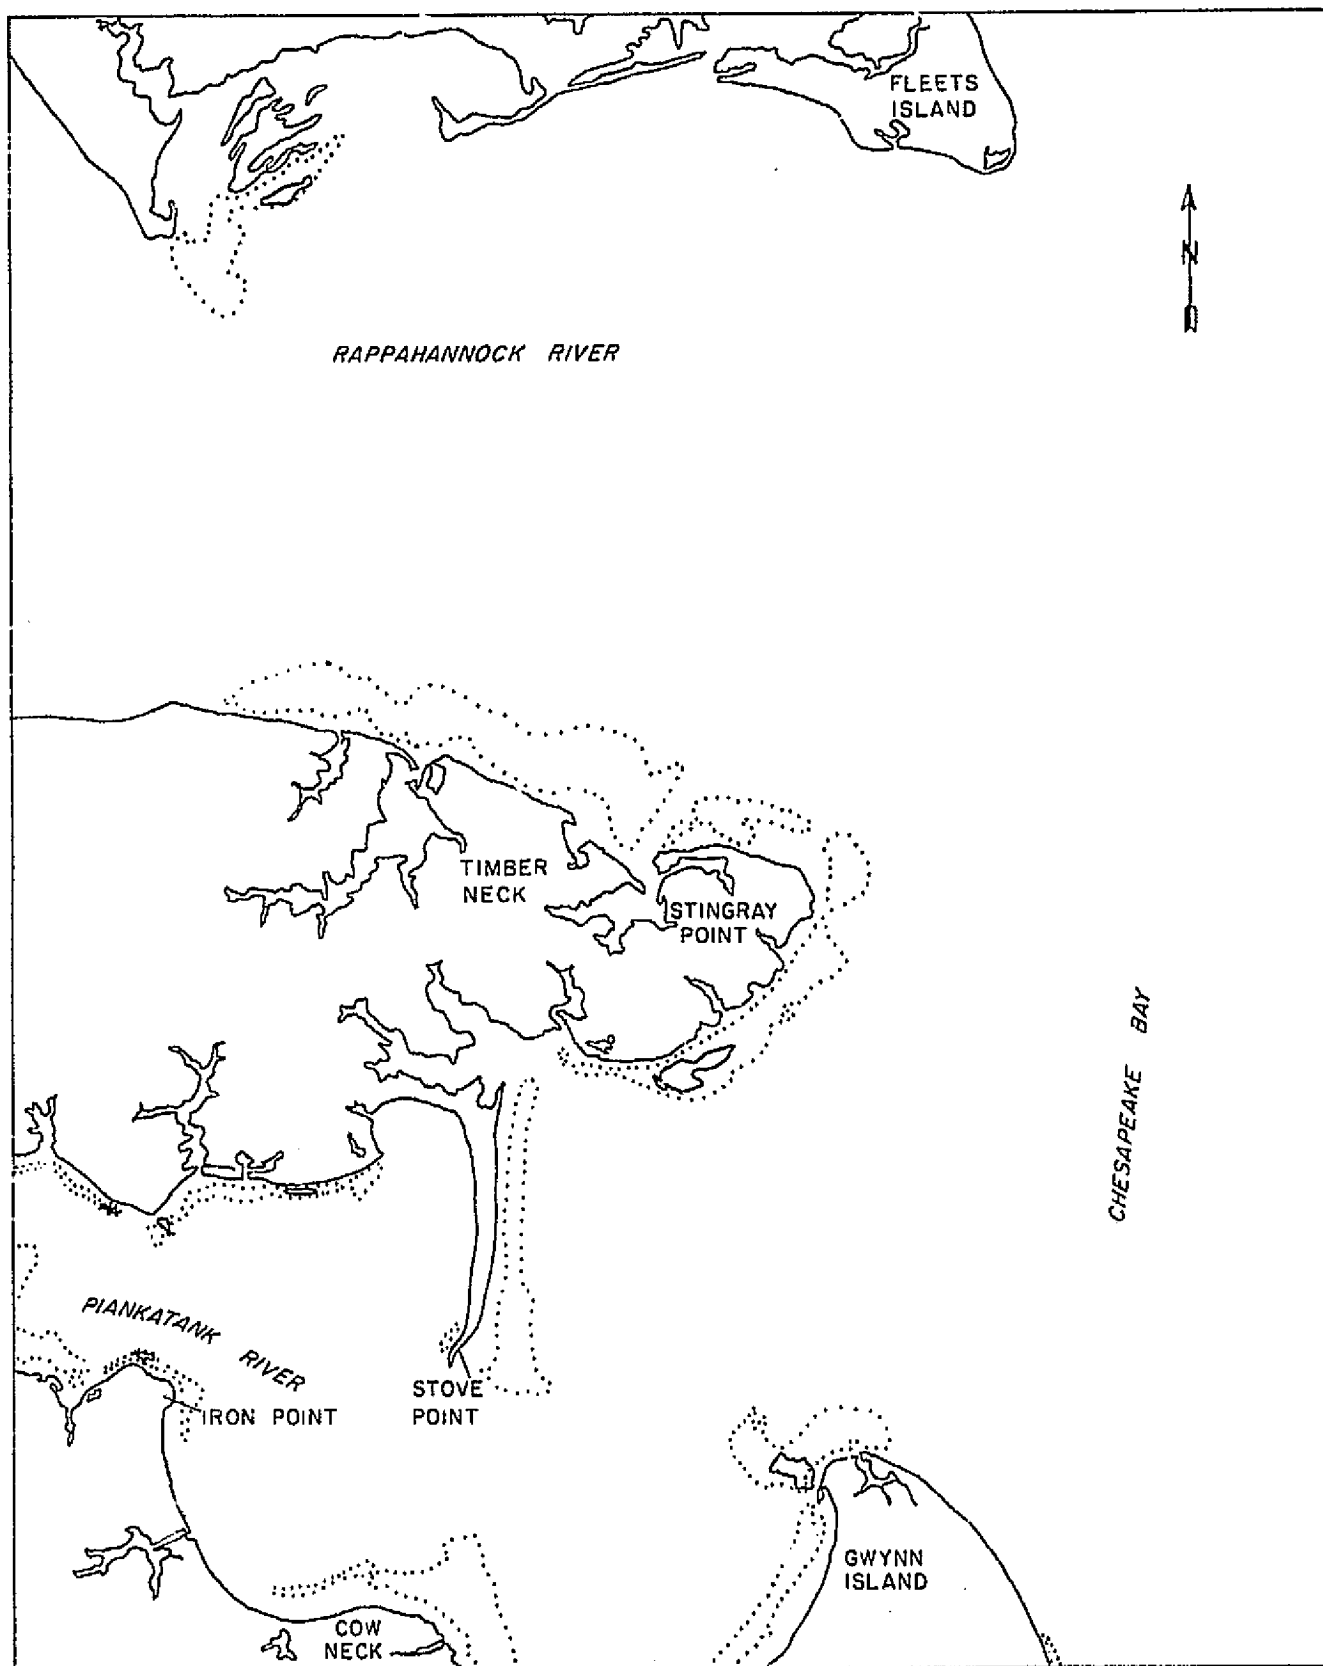 FLEETS
ISLAND
N
RAPPAHANNOCK RIVER
TIMBER
NECK
STINGRAY
POINT
CHESAPEAKE BAY
PIANKATANK RIVER
IRON POINT
STOVE
POINT
GWYNN
ISLAND
COW
NECK